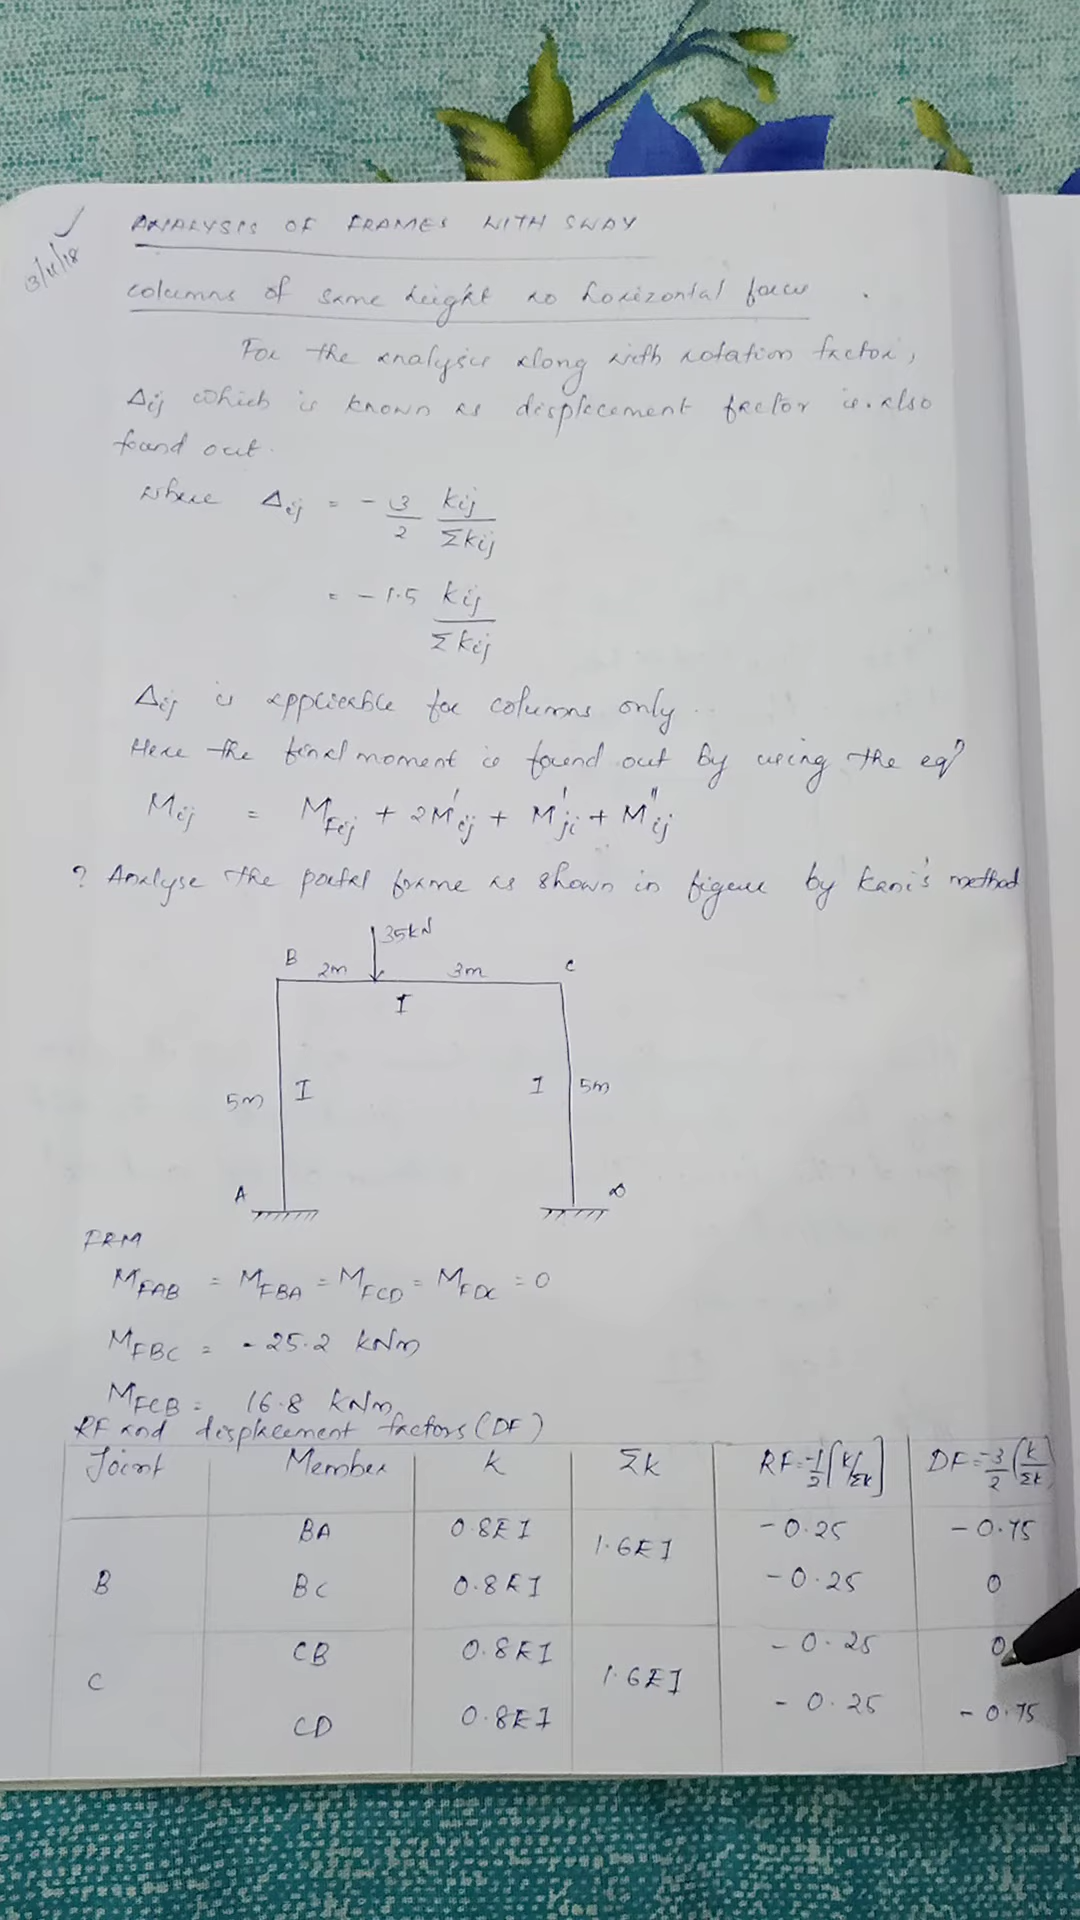 3/11/18
ANALYSIS OF FRAMES WITH SWAY
columns of same height no horizontal force
For the analysis along with rotation factor,
Δij which is known as displacement factor is also
found out.
where Δij = -3/2 kij/Σkij
= -1.5 kij/Σkij
Δij is applicable for columns only.
Here the final moment is found out by using the eqⁿ
Mij = MFij + 2M'ij + M'ji + M''ij
? Analyse the portal frame as shown in figure by Kani's method
35kN
B 2m 3m C
I
5m I I 5m
A D
FEM
MFAB = MFBA = MFCD = MFDC = 0
MFBC = -25.2 kNm
MFCB = 16.8 kNm
RF and displacement factors (DF)
Joint Member k Σk RF=-1/2[k/Σk] DF=-3/2(k/Σk)
BA 0.8EI 1.6EI -0.25 -0.75
B BC 0.8EI -0.25 0
CB 0.8EI 1.6EI -0.25 0
C CD 0.8EI -0.25 -0.75